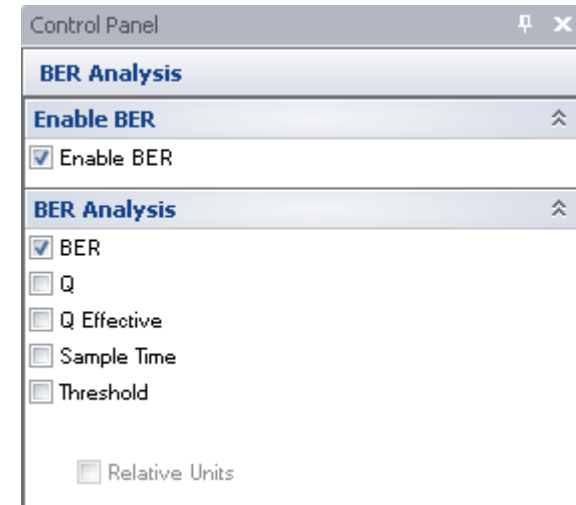 Control Panel
BER Analysis
Enable BER
Enable BER
BER Analysis
BER
Q
Q Effective
Sample Time
Threshold
Relative Units